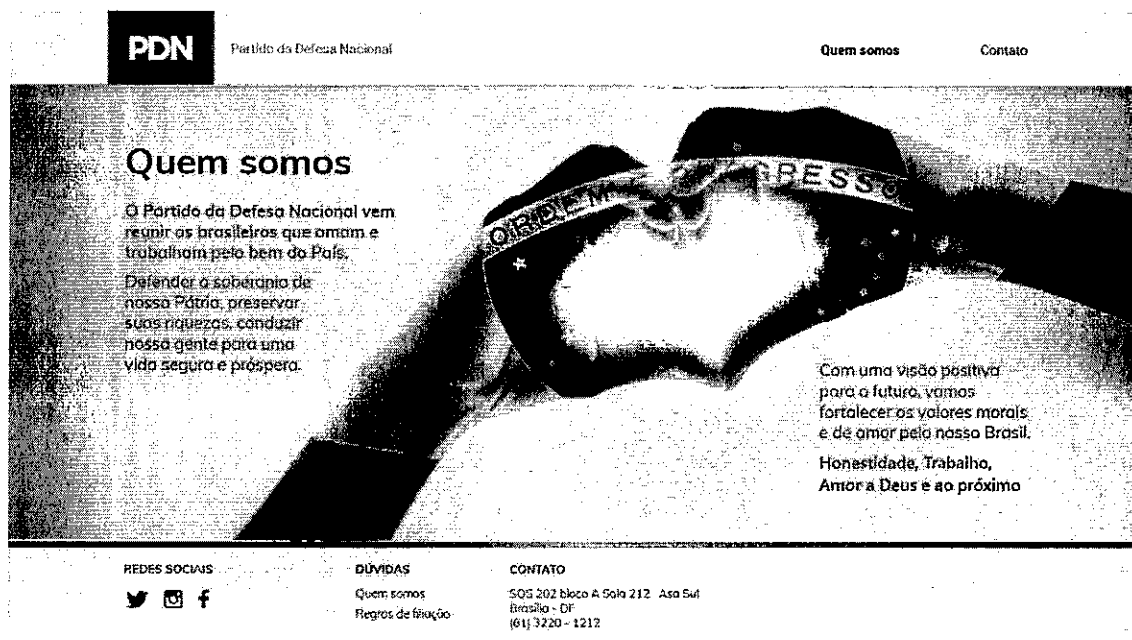 PDN
Partido da Defesa Nacional
Quem somos
Contato
Quem somos
O Partido da Defesa Nacional vem
reunir os brasileiros que amam e
trabalham pelo bem do País.
Defender a soberania de
nossa Pátria, preservar
suas riquezas, conduzir
nossa gente para uma
vida segura e próspera.
ORDEM GRESSO
Com uma visão positiva
para o futuro, vamos
fortalecer os valores morais
e de amor pelo nosso Brasil.
Honestidade, Trabalho,
Amor a Deus e ao próximo
REDES SOCIAIS
DÚVIDAS
Quem somos
Regras de filiação
CONTATO
SQS 202 bloco A Sala 212 Asa Sul
Brasília - DF
(61) 3220 - 1212